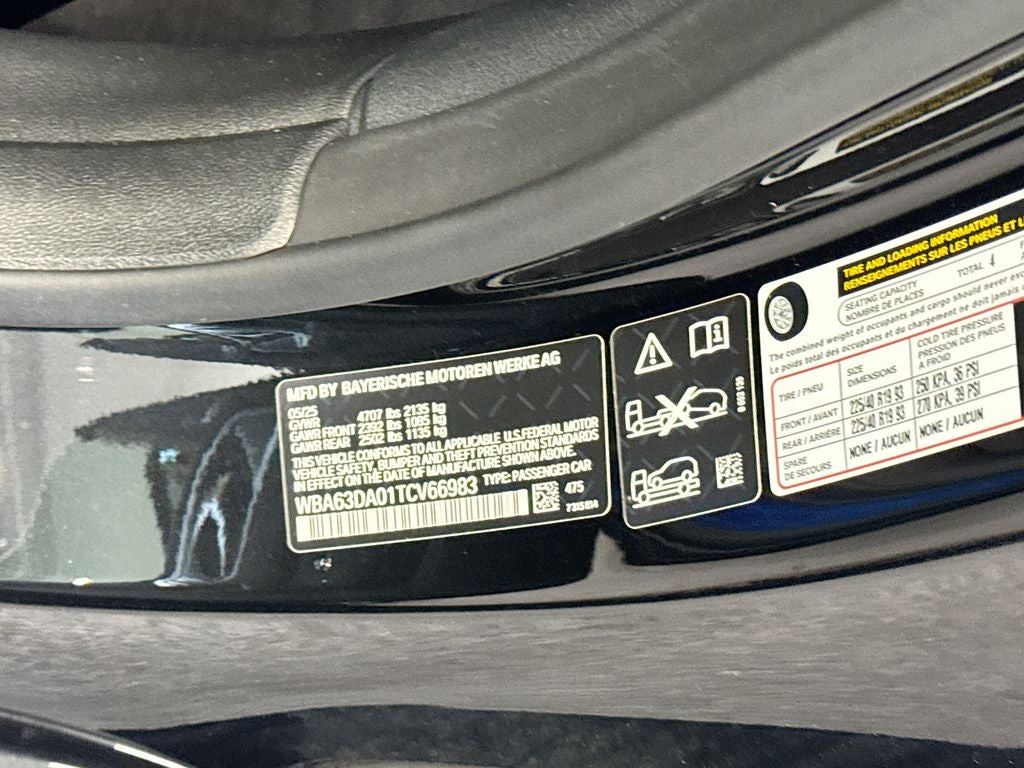 MFD BY BAYERISCHE MOTOREN WERKE AG
05/25
GVWR 4707 lbs 2135 kg
GAWR FRONT 2392 lbs 1085 kg
GAWR REAR 2502 lbs 1135 kg
THIS VEHICLE CONFORMS TO ALL APPLICABLE U.S.FEDERAL MOTOR
VEHICLE SAFETY, BUMPER AND THEFT PREVENTION STANDARDS
IN EFFECT ON THE DATE OF MANUFACTURE SHOWN ABOVE.
WBA63DA01TCV66983 TYPE: PASSENGER CAR
475
7315014
TIRE AND LOADING INFORMATION
RENSEIGNEMENTS SUR LES PNEUS ET
SEATING CAPACITY
NOMBRE DE PLACES TOTAL 4
The combined weight of occupants and cargo should never
Le poids total des occupants et du chargement ne doit jamais
TIRE / PNEU SIZE DIMENSIONS COLD TIRE PRESSURE PRESSION DES PNEUS A FROID
FRONT / AVANT 225/40 R19 93 250 KPA, 36 PSI
REAR / ARRIÈRE 225/40 R19 93 270 KPA, 39 PSI
SPARE DE SECOURS NONE / AUCUN NONE / AUCUN